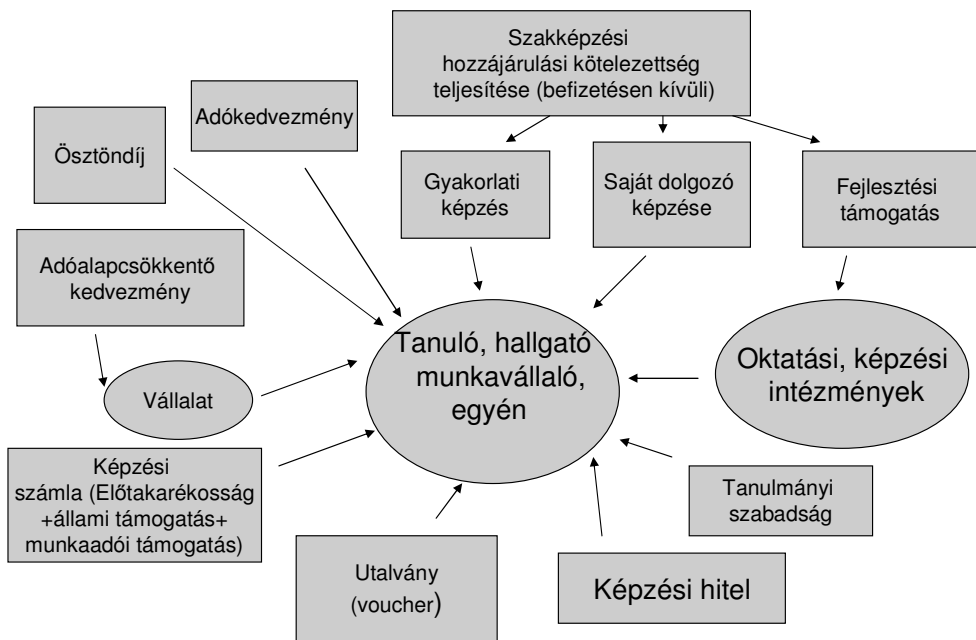 Szakképzési
hozzájárulási kötelezettség
teljesítése (befizetésen kívüli)
Adókedvezmény
Ösztöndíj
Gyakorlati
képzés
Saját dolgozó
képzése
Fejlesztési
támogatás
Adóalapcsökkentő
kedvezmény
Tanuló, hallgató
munkavállaló,
egyén
Oktatási, képzési
intézmények
Vállalat
Képzési
számla (Előtakarékosság
+állami támogatás+
munkaadói támogatás)
Tanulmányi
szabadság
Utalvány
(voucher)
Képzési hitel